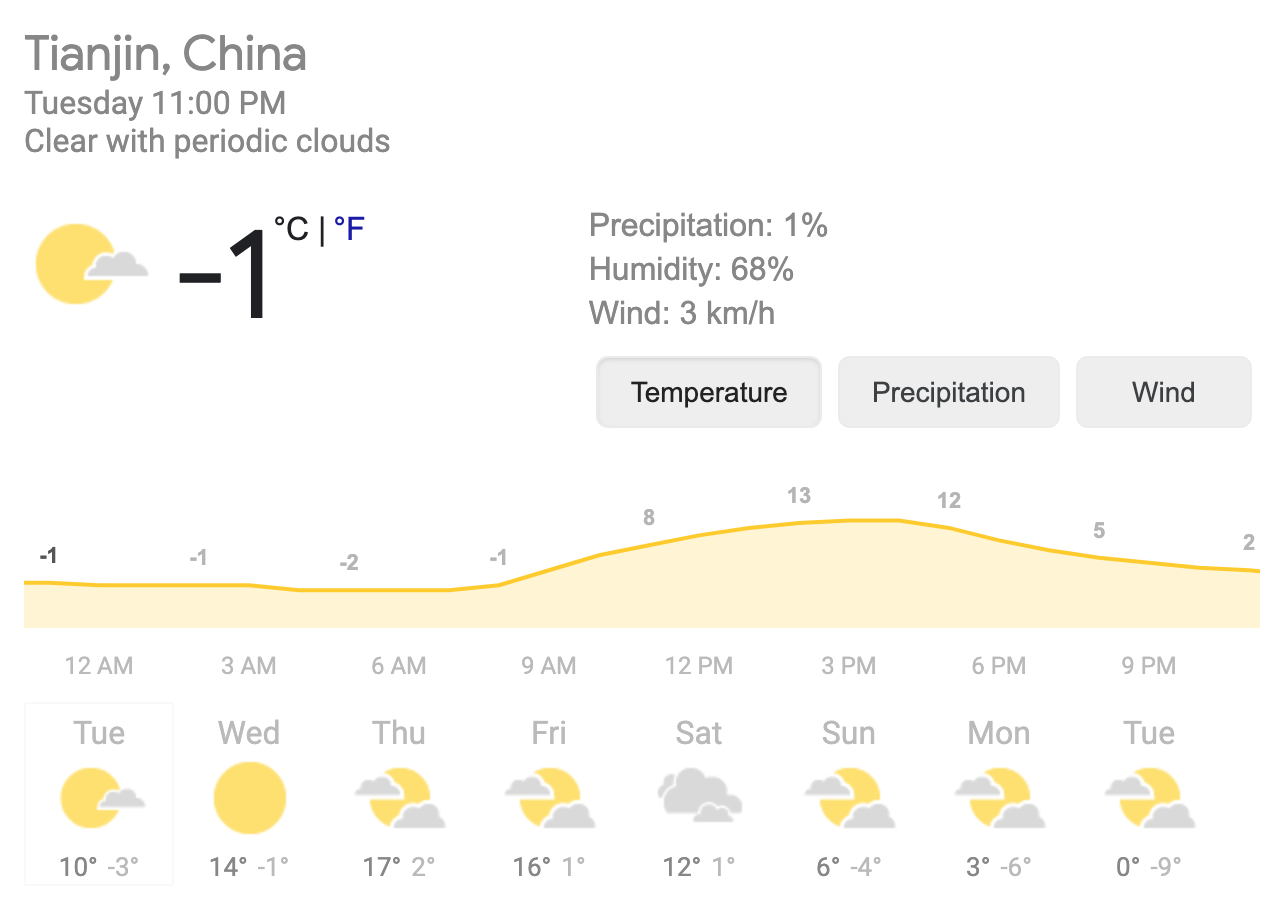 Tianjin, China
Tuesday 11:00 PM
Clear with periodic clouds
-1 °C | °F
Precipitation: 1%
Humidity: 68%
Wind: 3 km/h
Temperature Precipitation Wind
-1 -1 -2 -1 8 13 12 5 2
12 AM 3 AM 6 AM 9 AM 12 PM 3 PM 6 PM 9 PM
Tue Wed Thu Fri Sat Sun Mon Tue
10° -3° 14° -1° 17° 2° 16° 1° 12° 1° 6° -4° 3° -6° 0° -9°